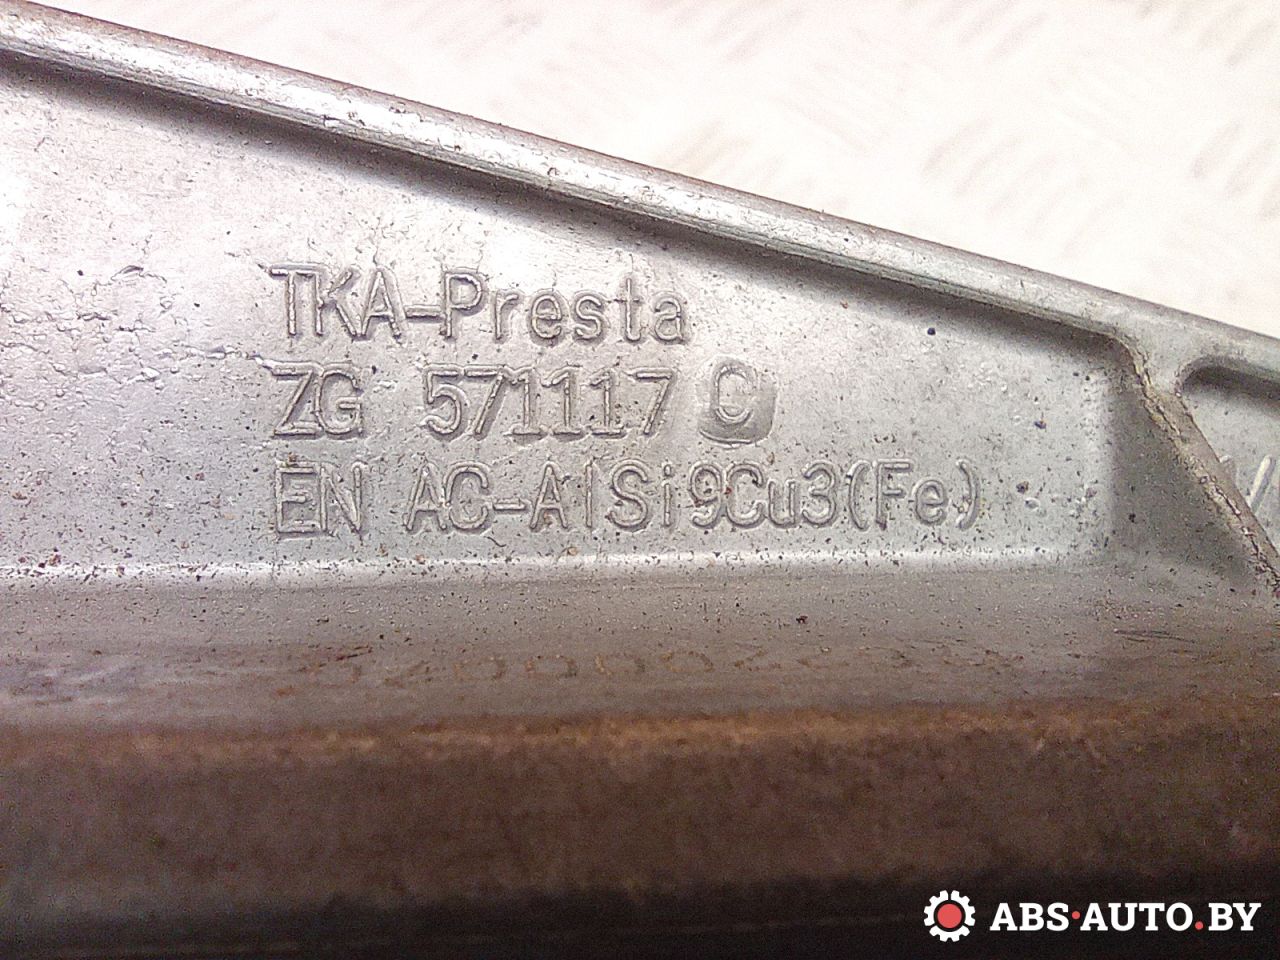 TKA-Presta
ZG 571117 C
EN AC-AlSi9Cu3(Fe)
ABS·AUTO.BY